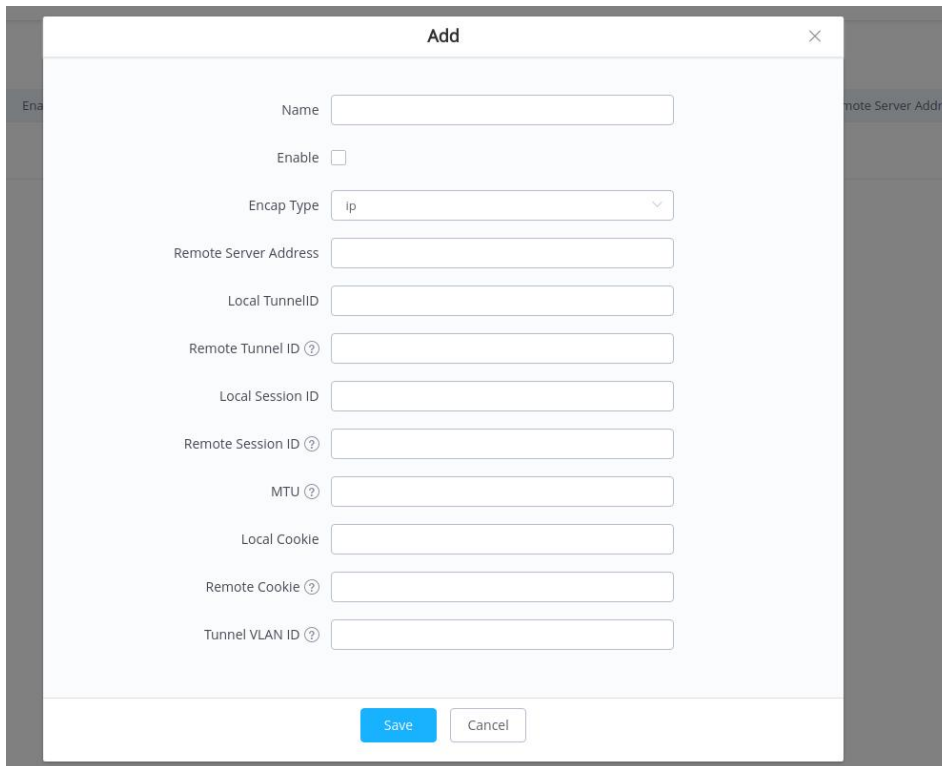 Add
Ena
mote Server Addr
Name
Enable
Encap Type ip
Remote Server Address
Local TunnelID
Remote Tunnel ID ?
Local Session ID
Remote Session ID ?
MTU ?
Local Cookie
Remote Cookie ?
Tunnel VLAN ID ?
Save Cancel